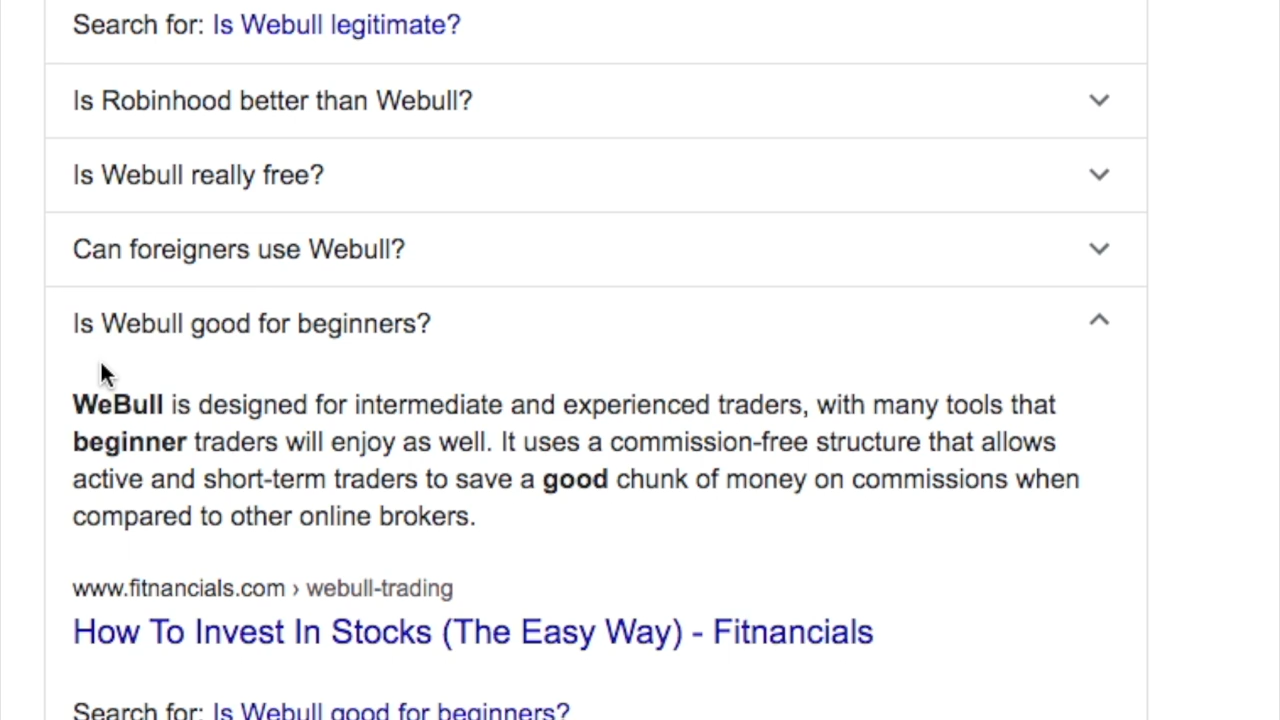 Search for: Is Webull legitimate?
Is Robinhood better than Webull?
Is Webull really free?
Can foreigners use Webull?
Is Webull good for beginners?
WeBull is designed for intermediate and experienced traders, with many tools that
beginner traders will enjoy as well. It uses a commission-free structure that allows
active and short-term traders to save a good chunk of money on commissions when
compared to other online brokers.
www.fitnancials.com › webull-trading
How To Invest In Stocks (The Easy Way) - Fitnancials
Search for: Is Webull good for beginners?